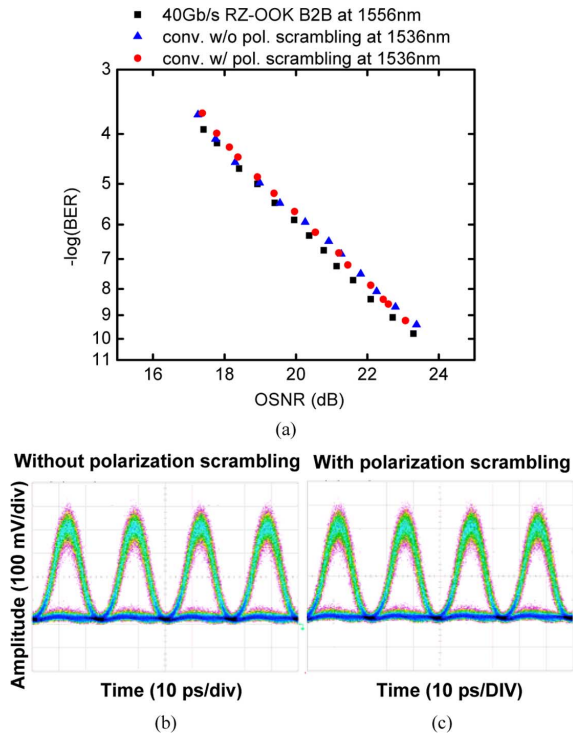 40Gb/s RZ-OOK B2B at 1556nm
conv. w/o pol. scrambling at 1536nm
conv. w/ pol. scrambling at 1536nm
3
4
5
6
7
8
9
10
11
-log(BER)
16 18 20 22 24
OSNR (dB)
(a)
Without polarization scrambling With polarization scrambling
Amplitude (100 mV/div)
Time (10 ps/div) Time (10 ps/DIV)
(b) (c)